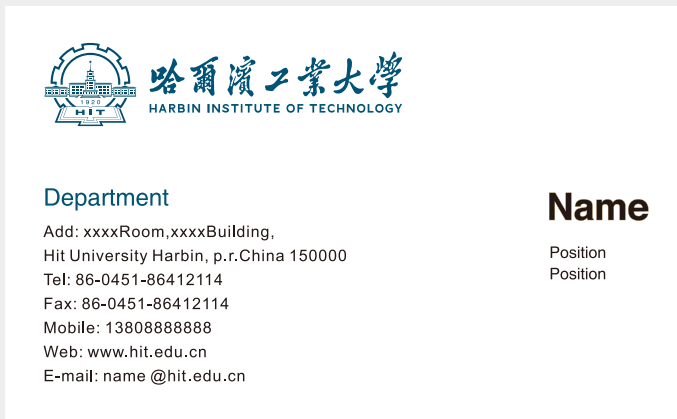 哈爾濱工業大學
HARBIN INSTITUTE OF TECHNOLOGY
1920
HIT
Department
Add: xxxxRoom,xxxxBuilding,
Hit University Harbin, p.r.China 150000
Tel: 86-0451-86412114
Fax: 86-0451-86412114
Mobile: 13808888888
Web: www.hit.edu.cn
E-mail: name @hit.edu.cn
Name
Position
Position